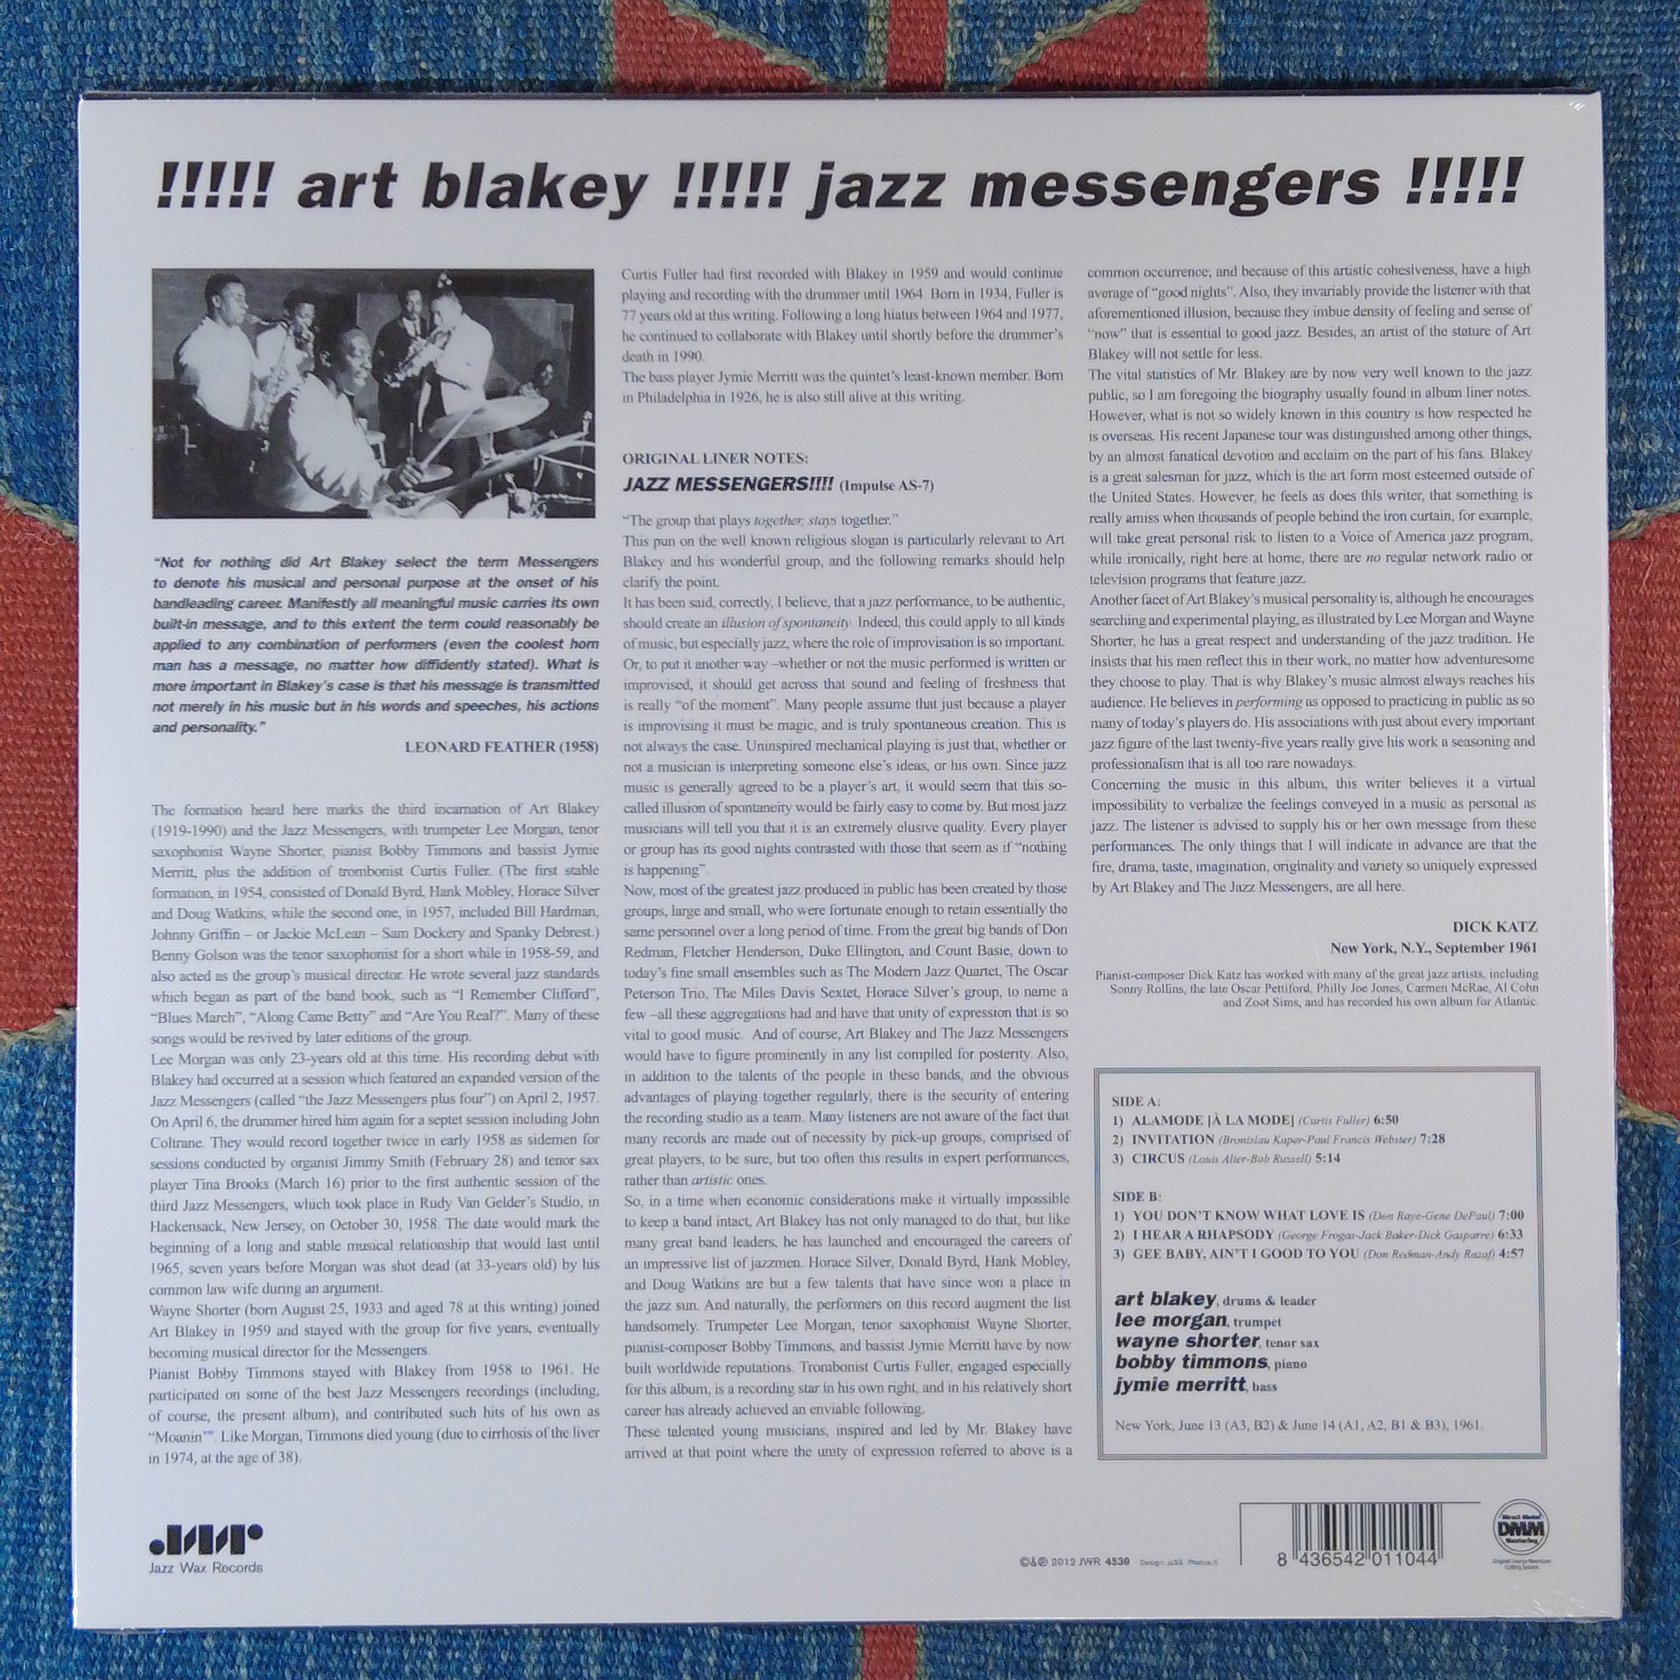 !!!!! art blakey !!!!! jazz messengers !!!!!
“Not for nothing did Art Blakey select the term Messengers
to denote his musical and personal purpose at the onset of his
bandleading career. Manifestly all meaningful music carries its own
built-in message, and to this extent the term could reasonably be
applied to any combination of performers (even the coolest horn
man has a message, no matter how diffidently stated). What is
more important in Blakey's case is that his message is transmitted
not merely in his music but in his words and speeches, his actions
and personality.”
LEONARD FEATHER (1958)
The formation heard here marks the third incarnation of Art Blakey
(1919-1990) and the Jazz Messengers, with trumpeter Lee Morgan, tenor
saxophonist Wayne Shorter, pianist Bobby Timmons and bassist Jymie
Merritt, plus the addition of trombonist Curtis Fuller. (The first stable
formation, in 1954, consisted of Donald Byrd, Hank Mobley, Horace Silver
and Doug Watkins, while the second one, in 1957, included Bill Hardman,
Johnny Griffin – or Jackie McLean – Sam Dockery and Spanky Debrest.)
Benny Golson was the tenor saxophonist for a short while in 1958-59, and
also acted as the group's musical director. He wrote several jazz standards
which began as part of the band book, such as “I Remember Clifford”,
“Blues March”, “Along Came Betty” and “Are You Real?”. Many of these
songs would be revived by later editions of the group.
Lee Morgan was only 23-years old at this time. His recording debut with
Blakey had occurred at a session which featured an expanded version of the
Jazz Messengers (called “the Jazz Messengers plus four”) on April 2, 1957.
On April 6, the drummer hired him again for a septet session including John
Coltrane. They would record together twice in early 1958 as sidemen for
sessions conducted by organist Jimmy Smith (February 28) and tenor sax
player Tina Brooks (March 16) prior to the first authentic session of the
third Jazz Messengers, which took place in Rudy Van Gelder's Studio, in
Hackensack, New Jersey, on October 30, 1958. The date would mark the
beginning of a long and stable musical relationship that would last until
1965, seven years before Morgan was shot dead (at 33-years old) by his
common law wife during an argument.
Wayne Shorter (born August 25, 1933 and aged 78 at this writing) joined
Art Blakey in 1959 and stayed with the group for five years, eventually
becoming musical director for the Messengers.
Pianist Bobby Timmons stayed with Blakey from 1958 to 1961. He
participated on some of the best Jazz Messengers recordings (including,
of course, the present album), and contributed such hits of his own as
“Moanin'”. Like Morgan, Timmons died young (due to cirrhosis of the liver
in 1974, at the age of 38).
Curtis Fuller had first recorded with Blakey in 1959 and would continue
playing and recording with the drummer until 1964. Born in 1934, Fuller is
77 years old at this writing. Following a long hiatus between 1964 and 1977,
he continued to collaborate with Blakey until shortly before the drummer's
death in 1990.
The bass player Jymie Merritt was the quintet's least-known member. Born
in Philadelphia in 1926, he is also still alive at this writing.
ORIGINAL LINER NOTES:
JAZZ MESSENGERS!!!! (Impulse AS-7)
“The group that plays together, stays together.”
This pun on the well known religious slogan is particularly relevant to Art
Blakey and his wonderful group, and the following remarks should help
clarify the point.
It has been said, correctly, I believe, that a jazz performance, to be authentic,
should create an illusion of spontaneity. Indeed, this could apply to all kinds
of music, but especially jazz, where the role of improvisation is so important.
Or, to put it another way –whether or not the music performed is written or
improvised, it should get across that sound and feeling of freshness that
is really “of the moment”. Many people assume that just because a player
is improvising it must be magic, and is truly spontaneous creation. This is
not always the case. Uninspired mechanical playing is just that, whether or
not a musician is interpreting someone else's ideas, or his own. Since jazz
music is generally agreed to be a player's art, it would seem that this so-
called illusion of spontaneity would be fairly easy to come by. But most jazz
musicians will tell you that it is an extremely elusive quality. Every player
or group has its good nights contrasted with those that seem as if “nothing
is happening”.
Now, most of the greatest jazz produced in public has been created by those
groups, large and small, who were fortunate enough to retain essentially the
same personnel over a long period of time. From the great big bands of Don
Redman, Fletcher Henderson, Duke Ellington, and Count Basie, down to
today's fine small ensembles such as The Modern Jazz Quartet, The Oscar
Peterson Trio, The Miles Davis Sextet, Horace Silver's group, to name a
few –all these aggregations had and have that unity of expression that is so
vital to good music. And of course, Art Blakey and The Jazz Messengers
would have to figure prominently in any list compiled for posterity. Also,
in addition to the talents of the people in these bands, and the obvious
advantages of playing together regularly, there is the security of entering
the recording studio as a team. Many listeners are not aware of the fact that
many records are made out of necessity by pick-up groups, comprised of
great players, to be sure, but too often this results in expert performances,
rather than artistic ones.
So, in a time when economic considerations make it virtually impossible
to keep a band intact, Art Blakey has not only managed to do that, but like
many great band leaders, he has launched and encouraged the careers of
an impressive list of jazzmen. Horace Silver, Donald Byrd, Hank Mobley,
and Doug Watkins are but a few talents that have since won a place in
the jazz sun. And naturally, the performers on this record augment the list
handsomely. Trumpeter Lee Morgan, tenor saxophonist Wayne Shorter,
pianist-composer Bobby Timmons, and bassist Jymie Merritt have by now
built worldwide reputations. Trombonist Curtis Fuller, engaged especially
for this album, is a recording star in his own right, and in his relatively short
career has already achieved an enviable following.
These talented young musicians, inspired and led by Mr. Blakey have
arrived at that point where the unity of expression referred to above is a
common occurrence, and because of this artistic cohesiveness, have a high
average of “good nights”. Also, they invariably provide the listener with that
aforementioned illusion, because they imbue density of feeling and sense of
“now” that is essential to good jazz. Besides, an artist of the stature of Art
Blakey will not settle for less.
The vital statistics of Mr. Blakey are by now very well known to the jazz
public, so I am foregoing the biography usually found in album liner notes.
However, what is not so widely known in this country is how respected he
is overseas. His recent Japanese tour was distinguished among other things,
by an almost fanatical devotion and acclaim on the part of his fans. Blakey
is a great salesman for jazz, which is the art form most esteemed outside of
the United States. However, he feels as does this writer, that something is
really amiss when thousands of people behind the iron curtain, for example,
will take great personal risk to listen to a Voice of America jazz program,
while ironically, right here at home, there are no regular network radio or
television programs that feature jazz.
Another facet of Art Blakey's musical personality is, although he encourages
searching and experimental playing, as illustrated by Lee Morgan and Wayne
Shorter, he has a great respect and understanding of the jazz tradition. He
insists that his men reflect this in their work, no matter how adventuresome
they choose to play. That is why Blakey's music almost always reaches his
audience. He believes in performing as opposed to practicing in public as so
many of today's players do. His associations with just about every important
jazz figure of the last twenty-five years really give his work a seasoning and
professionalism that is all too rare nowadays.
Concerning the music in this album, this writer believes it a virtual
impossibility to verbalize the feelings conveyed in a music as personal as
jazz. The listener is advised to supply his or her own message from these
performances. The only things that I will indicate in advance are that the
fire, drama, taste, imagination, originality and variety so uniquely expressed
by Art Blakey and The Jazz Messengers, are all here.
DICK KATZ
New York, N.Y., September 1961
Pianist-composer Dick Katz has worked with many of the great jazz artists, including
Sonny Rollins, the late Oscar Pettiford, Philly Joe Jones, Carmen McRae, Al Cohn
and Zoot Sims, and has recorded his own album for Atlantic.
SIDE A:
1) ALAMODE [À LA MODE] (Curtis Fuller) 6:50
2) INVITATION (Bronislau Kaper-Paul Francis Webster) 7:28
3) CIRCUS (Louis Alter-Bob Russell) 5:14
SIDE B:
1) YOU DON'T KNOW WHAT LOVE IS (Don Raye-Gene DePaul) 7:00
2) I HEAR A RHAPSODY (George Fragos-Jack Baker-Dick Gasparre) 6:33
3) GEE BABY, AIN'T I GOOD TO YOU (Don Redman-Andy Razaf) 4:57
art blakey, drums & leader
lee morgan, trumpet
wayne shorter, tenor sax
bobby timmons, piano
jymie merritt, bass
New York, June 13 (A3, B2) & June 14 (A1, A2, B1 & B3), 1961.
JWR
Jazz Wax Records
©&℗ 2012 JWR 4530 Design: Photos:
8 436542 011044
Direct Metal
DMM
Mastering